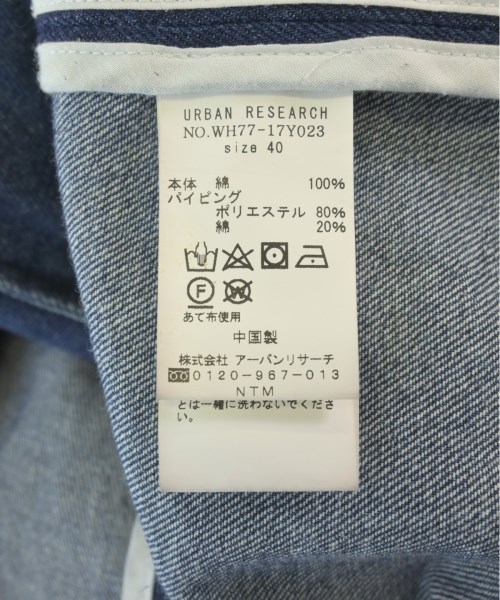 URBAN RESEARCH
NO.WH77-17Y023
size 40
本体 綿 100%
パイピング
ポリエステル 80%
綿 20%
F
W
あて布使用
中国製
株式会社 アーバンリサーチ
0120-967-013
NTM
とは一緒に洗わないでくださ
い。